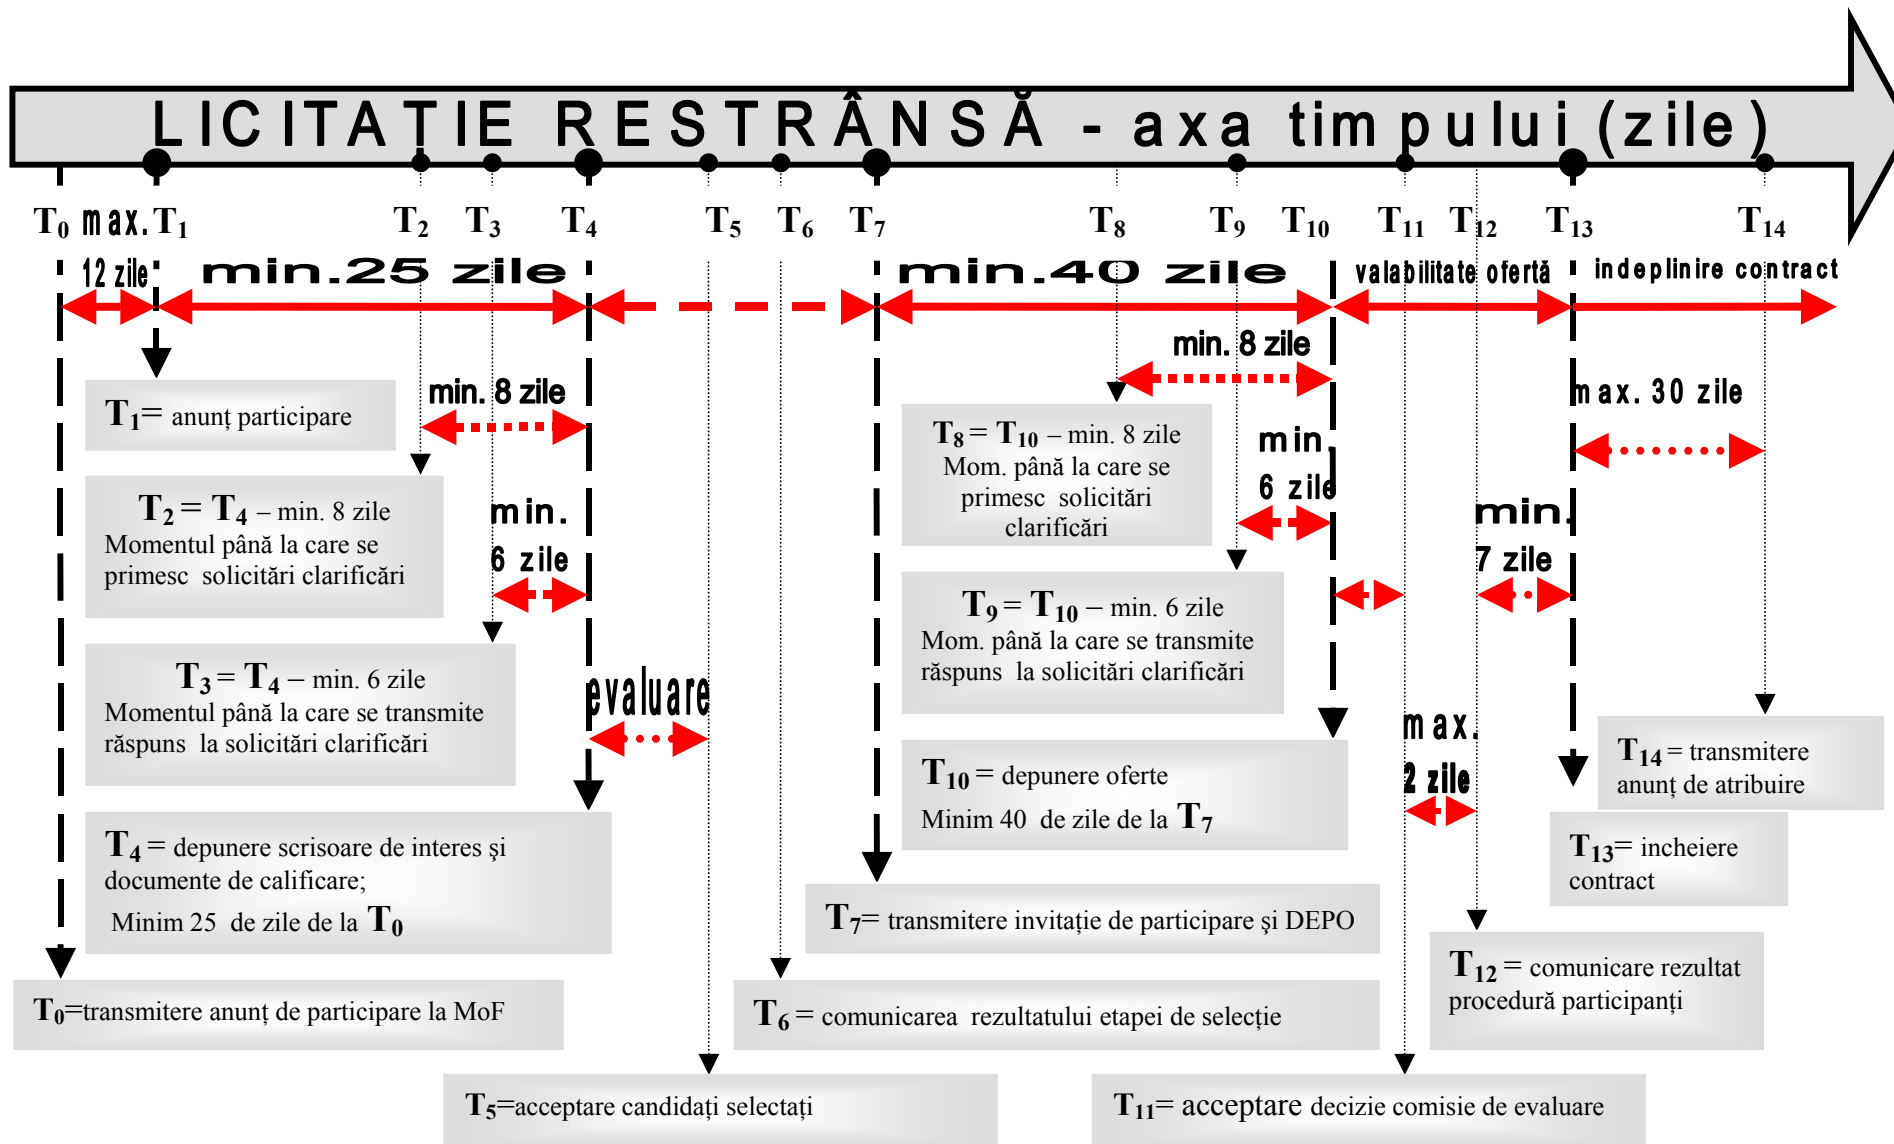 LICITAȚIE RESTRÂNSĂ - axa timpului (zile)
T0 max. T1 T2 T3 T4 T5 T6 T7 T8 T9 T10 T11 T12 T13 T14
12 zile
min.25 zile
min.40 zile
valabilitate ofertă
indeplinire contract
T1= anunț participare
min. 8 zile
T2 = T4 – min. 8 zile
Momentul până la care se
primesc solicitări clarificări
min.
6 zile
T3 = T4 – min. 6 zile
Momentul până la care se transmite
răspuns la solicitări clarificări
evaluare
T4 = depunere scrisoare de interes şi
documente de calificare;
Minim 25 de zile de la T0
T0=transmitere anunț de participare la MoF
T5=acceptare candidați selectați
T6 = comunicarea rezultatului etapei de selecție
T7= transmitere invitație de participare şi DEPO
min. 8 zile
T8 = T10 – min. 8 zile
Mom. până la care se
primesc solicitări
clarificări
min.
6 zile
T9 = T10 – min. 6 zile
Mom. până la care se transmite
răspuns la solicitări clarificări
T10 = depunere oferte
Minim 40 de zile de la T7
max.
2 zile
T11= acceptare decizie comisie de evaluare
min.
7 zile
T12 = comunicare rezultat
procedură participanți
max. 30 zile
T14 = transmitere
anunț de atribuire
T13= incheiere
contract